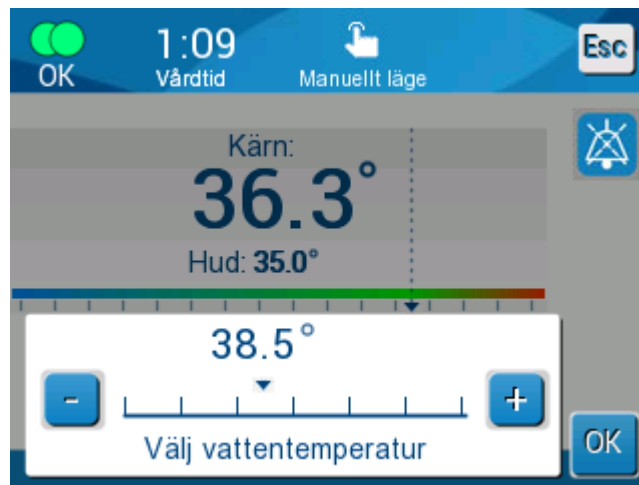 OK
1:09
Vårdtid
Manuellt läge
Esc
Kärn:
36.3°
Hud: 35.0°
38.5°
-
+
Välj vattentemperatur
OK